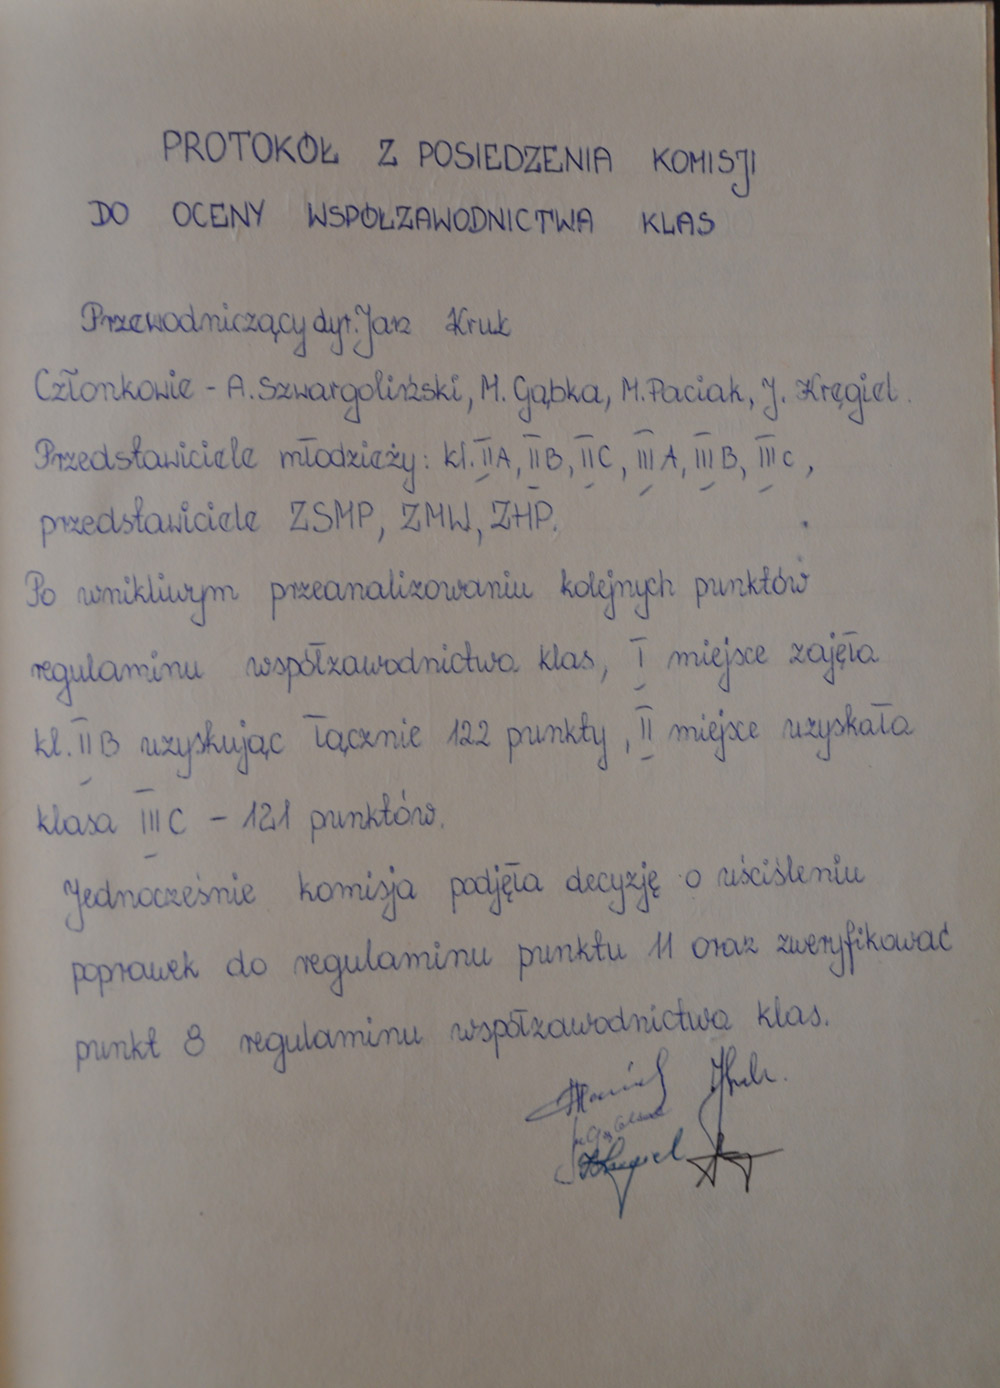 PROTOKÓŁ Z POSIEDZENIA KOMISJI
DO OCENY WSPÓŁZAWODNICTWA KLAS
Przewodniczący dyr. Jan Kruk
Członkowie - A. Szwargoliński, M. Gąbka, M. Paciak, J. Kręgiel.
Przedstawiciele młodzieży: kl. II A, II B, II C, III A, III B, III C,
przedstawiciele ZSMP, ZMW, ZHP.
Po wnikliwym przeanalizowaniu kolejnych punktów
regulaminu współzawodnictwa klas, I miejsce zajęła
kl. II B uzyskując łącznie 122 punkty, II miejsce uzyskała
klasa III C - 121 punktów.
Jednocześnie komisja podjęła decyzję o uściśleniu
poprawek do regulaminu punktu 11 oraz zweryfikować
punkt 8 regulaminu współzawodnictwa klas.